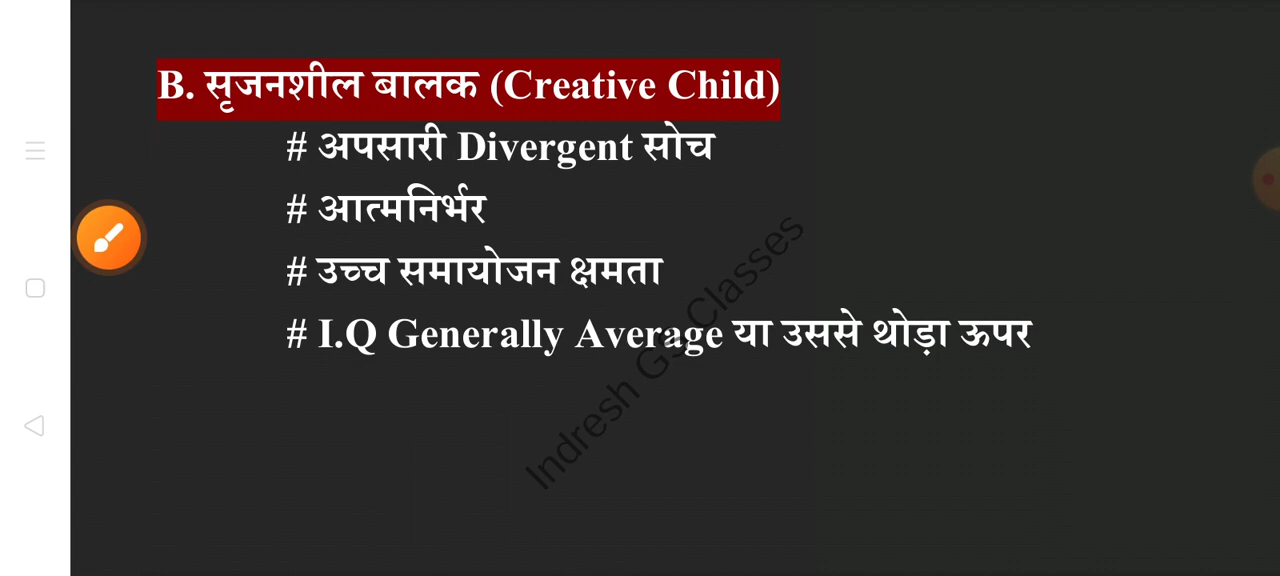 B. सृजनशील बालक (Creative Child)
# अपसारी Divergent सोच
# आत्मनिर्भर
# उच्च समायोजन क्षमता
# I.Q Generally Average या उससे थोड़ा ऊपर
Indresh GS Classes